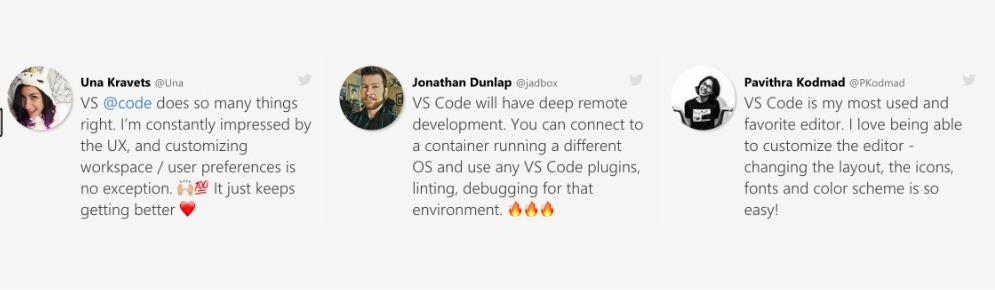 Una Kravets @Una
VS @code does so many things
right. I'm constantly impressed by
the UX, and customizing
workspace / user preferences is
no exception. 🙌🏼💯 It just keeps
getting better ❤️
Jonathan Dunlap @jadbox
VS Code will have deep remote
development. You can connect to
a container running a different
OS and use any VS Code plugins,
linting, debugging for that
environment. 🔥🔥🔥
Pavithra Kodmad @PKodmad
VS Code is my most used and
favorite editor. I love being able
to customize the editor -
changing the layout, the icons,
fonts and color scheme is so
easy!